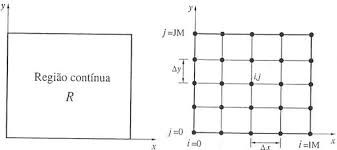 y
Região contínua
R
x
y
j=JM
Δy
i,j
j=0
i=0
Δx
i=IM
x